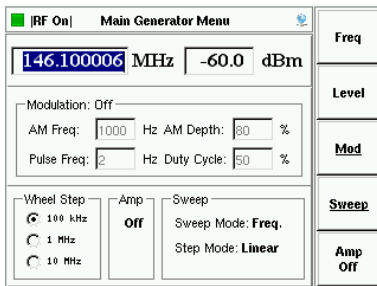 |RF On| Main Generator Menu
146.100006 MHz -60.0 dBm
Modulation: Off
AM Freq: 1000 Hz AM Depth: 80 %
Pulse Freq: 2 Hz Duty Cycle: 50 %
Wheel Step
100 kHz
1 MHz
10 MHz
Amp
Off
Sweep
Sweep Mode: Freq.
Step Mode: Linear
Freq
Level
Mod
Sweep
Amp
Off